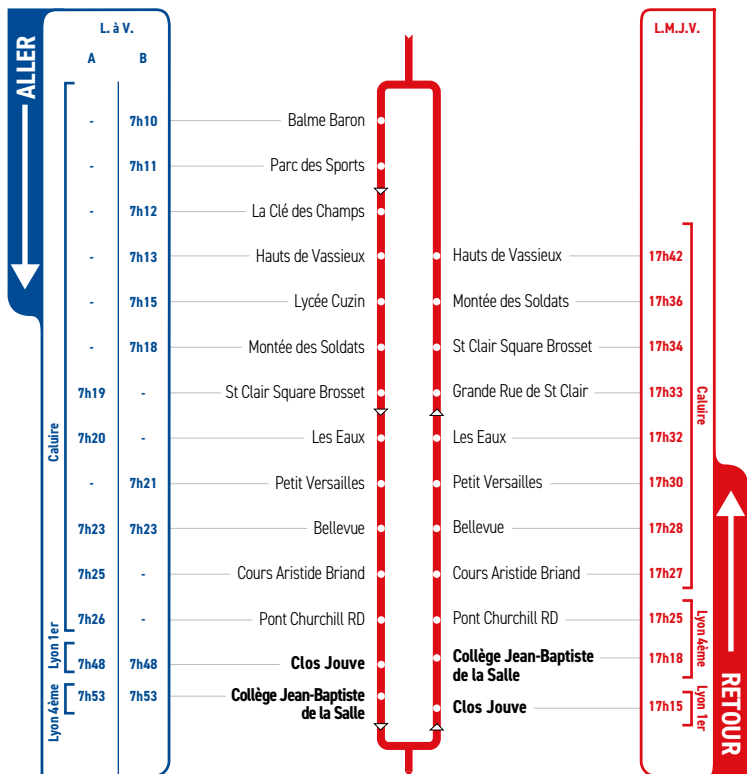 ALLER
L. à V.
A B
L.M.J.V.
- 7h10 Balme Baron
- 7h11 Parc des Sports
- 7h12 La Clé des Champs
- 7h13 Hauts de Vassieux Hauts de Vassieux 17h42
- 7h15 Lycée Cuzin Montée des Soldats 17h36
- 7h18 Montée des Soldats St Clair Square Brosset 17h34
7h19 - St Clair Square Brosset Grande Rue de St Clair 17h33
7h20 - Les Eaux Les Eaux 17h32
- 7h21 Petit Versailles Petit Versailles 17h30
7h23 7h23 Bellevue Bellevue 17h28
7h25 - Cours Aristide Briand Cours Aristide Briand 17h27
7h26 - Pont Churchill RD Pont Churchill RD 17h25
7h48 7h48 Clos Jouve Collège Jean-Baptiste 17h18
de la Salle
7h53 7h53 Collège Jean-Baptiste Clos Jouve 17h15
de la Salle
Caluire
Lyon 1er
Lyon 4ème
Caluire
Lyon 4ème
Lyon 1er
RETOUR